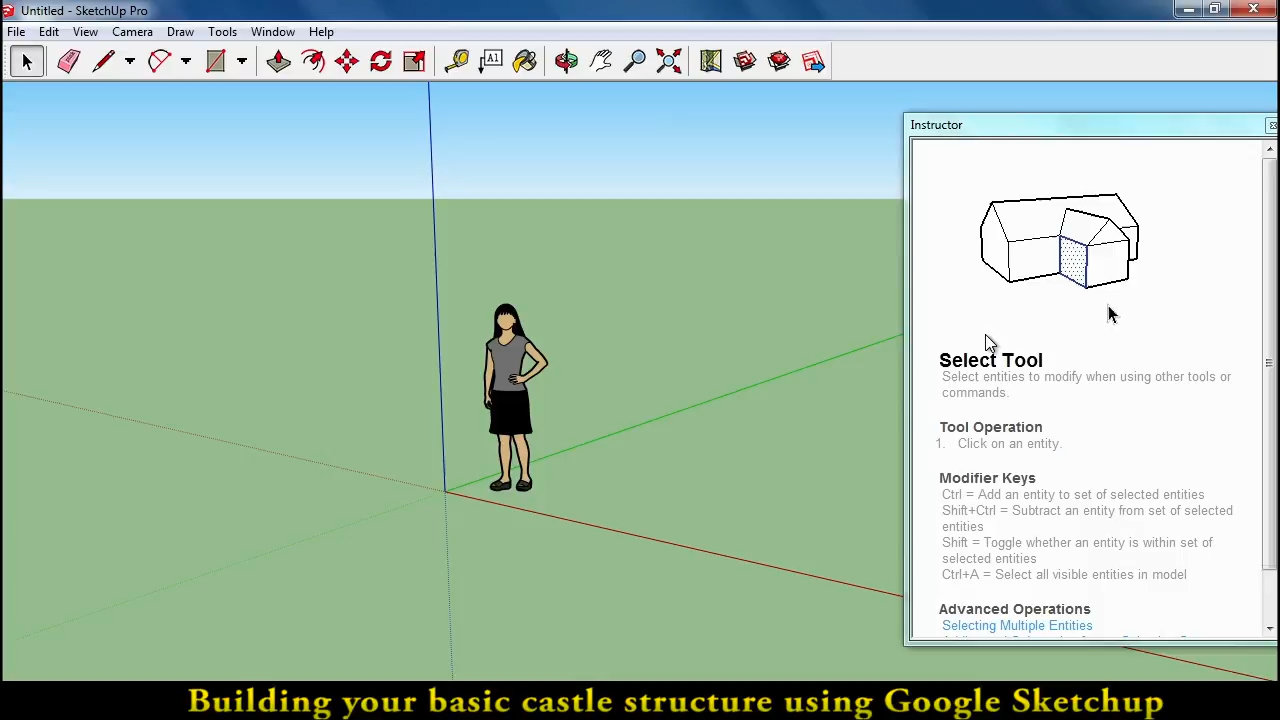 Untitled - SketchUp Pro
File Edit View Camera Draw Tools Window Help
A1
Instructor
Select Tool
Select entities to modify when using other tools or
commands.
Tool Operation
1. Click on an entity.
Modifier Keys
Ctrl = Add an entity to set of selected entities
Shift+Ctrl = Subtract an entity from set of selected
entities
Shift = Toggle whether an entity is within set of
selected entities
Ctrl+A = Select all visible entities in model
Advanced Operations
Selecting Multiple Entities
Building your basic castle structure using Google Sketchup